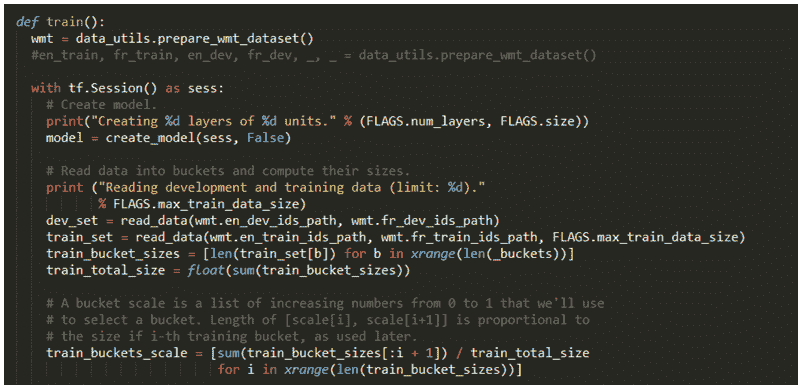 def train():
wmt = data_utils.prepare_wmt_dataset()
#en_train, fr_train, en_dev, fr_dev, _, _ = data_utils.prepare_wmt_dataset()
with tf.Session() as sess:
# Create model.
print("Creating %d layers of %d units." % (FLAGS.num_layers, FLAGS.size))
model = create_model(sess, False)
# Read data into buckets and compute their sizes.
print ("Reading development and training data (limit: %d)."
% FLAGS.max_train_data_size)
dev_set = read_data(wmt.en_dev_ids_path, wmt.fr_dev_ids_path)
train_set = read_data(wmt.en_train_ids_path, wmt.fr_train_ids_path, FLAGS.max_train_data_size)
train_bucket_sizes = [len(train_set[b]) for b in xrange(len(_buckets))]
train_total_size = float(sum(train_bucket_sizes))
# A bucket scale is a list of increasing numbers from 0 to 1 that we'll use
# to select a bucket. Length of [scale[i], scale[i+1]] is proportional to
# the size if i-th training bucket, as used later.
train_buckets_scale = [sum(train_bucket_sizes[:i + 1]) / train_total_size
for i in xrange(len(train_bucket_sizes))]